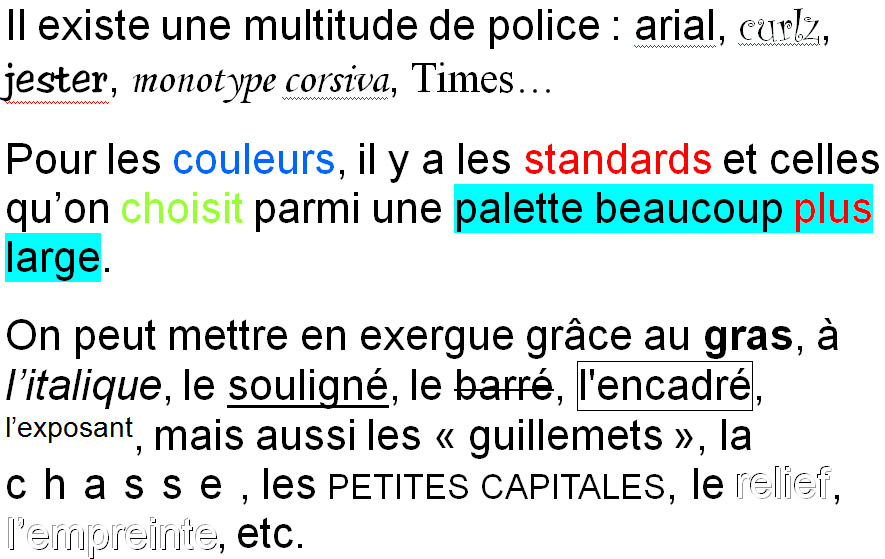 Il existe une multitude de police : arial, curlz,
jester, monotype corsiva, Times…
Pour les couleurs, il y a les standards et celles
qu’on choisit parmi une palette beaucoup plus
large.
On peut mettre en exergue grâce au gras, à
l’italique, le souligné, le barré, l'encadré,
l’exposant, mais aussi les « guillemets », la
c h a s s e , les PETITES CAPITALES, le relief,
l’empreinte, etc.